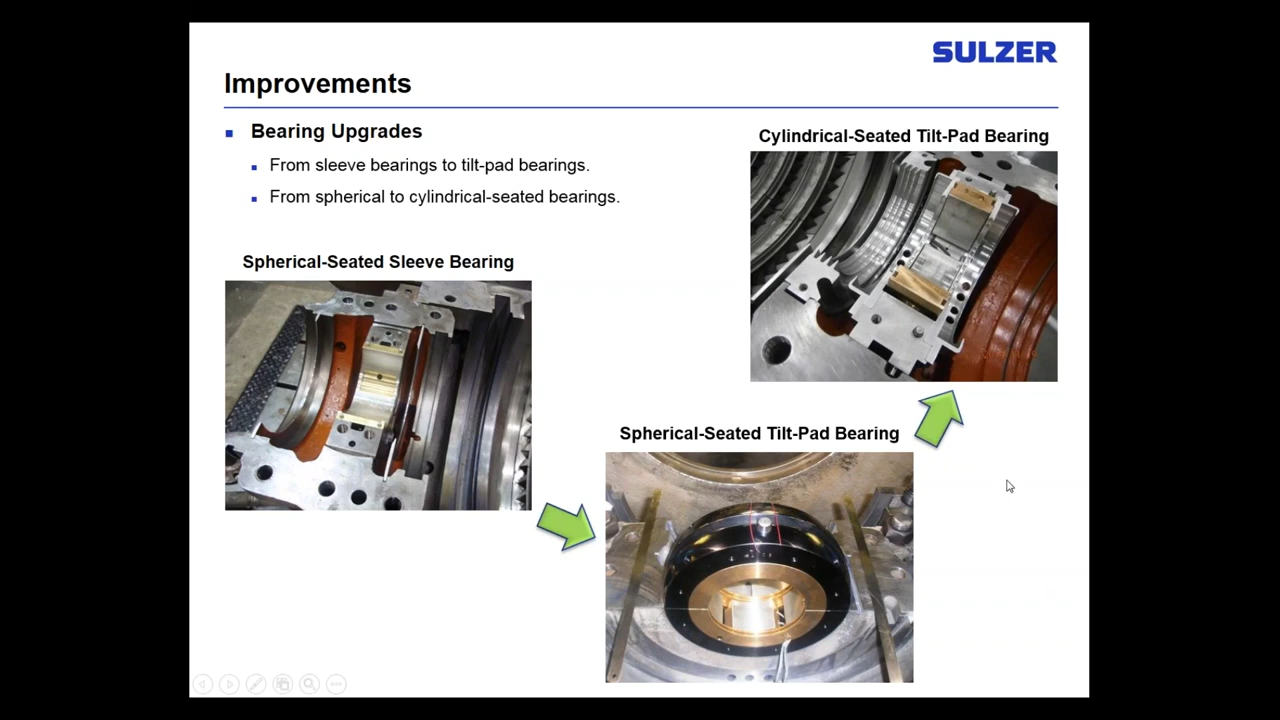 SULZER
Improvements
Bearing Upgrades
From sleeve bearings to tilt-pad bearings.
From spherical to cylindrical-seated bearings.
Cylindrical-Seated Tilt-Pad Bearing
Spherical-Seated Sleeve Bearing
Spherical-Seated Tilt-Pad Bearing